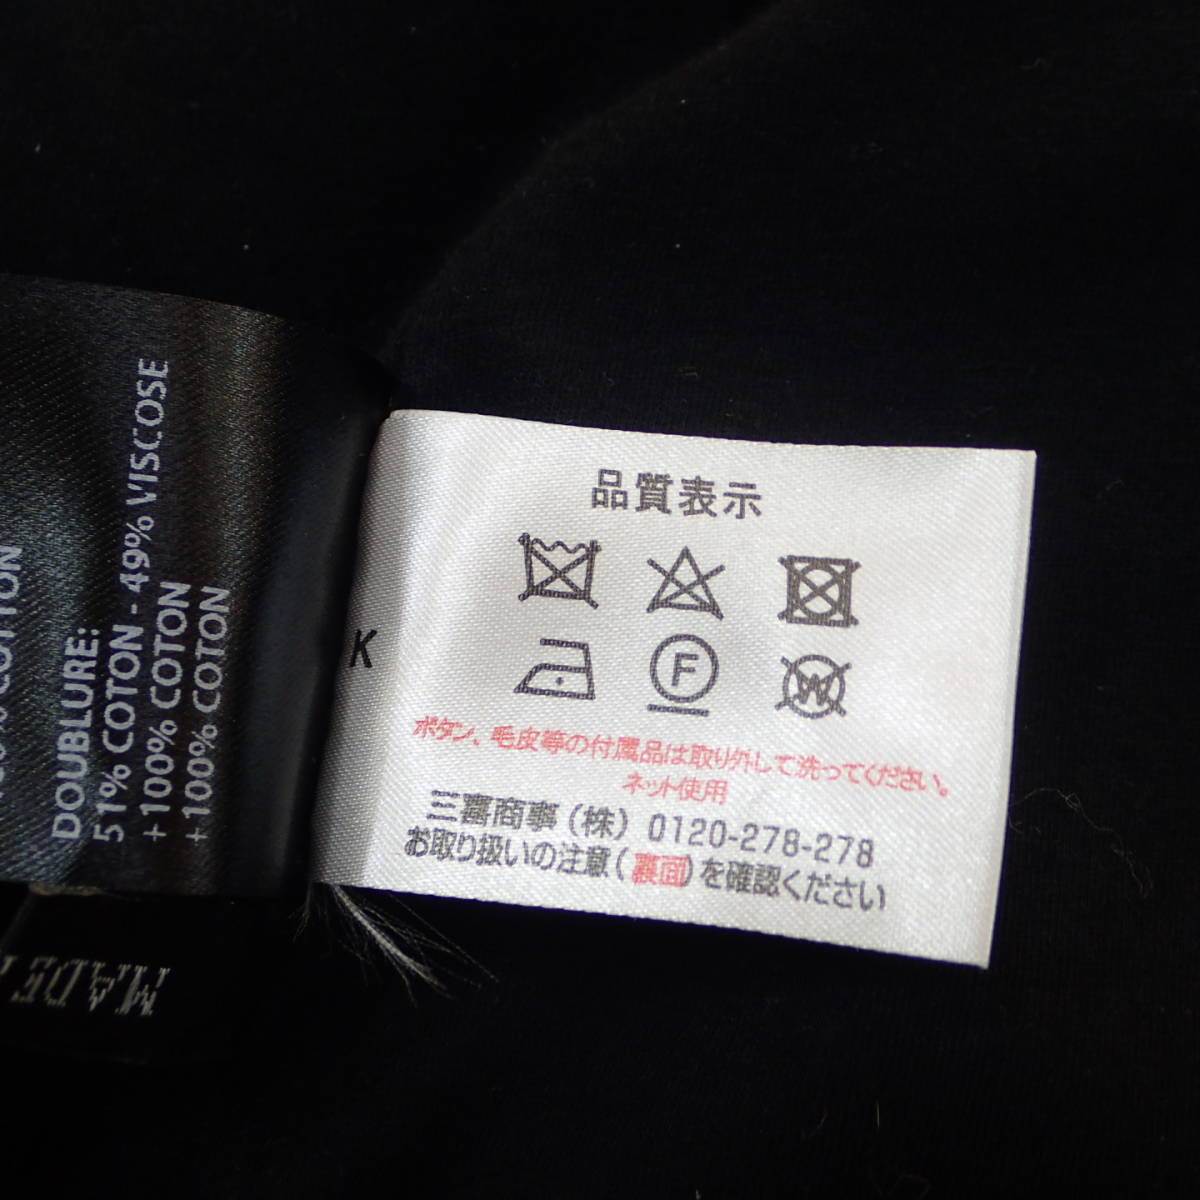 DOUBLURE:
51% COTON - 49% VISCOSE
+100% COTON
+100% COTON
K
品質表示
F
W
ボタン、毛皮等の付属品は取り外して洗ってください。
ネット使用
三喜商事(株) 0120-278-278
お取り扱いの注意(裏面)を確認ください
MADE